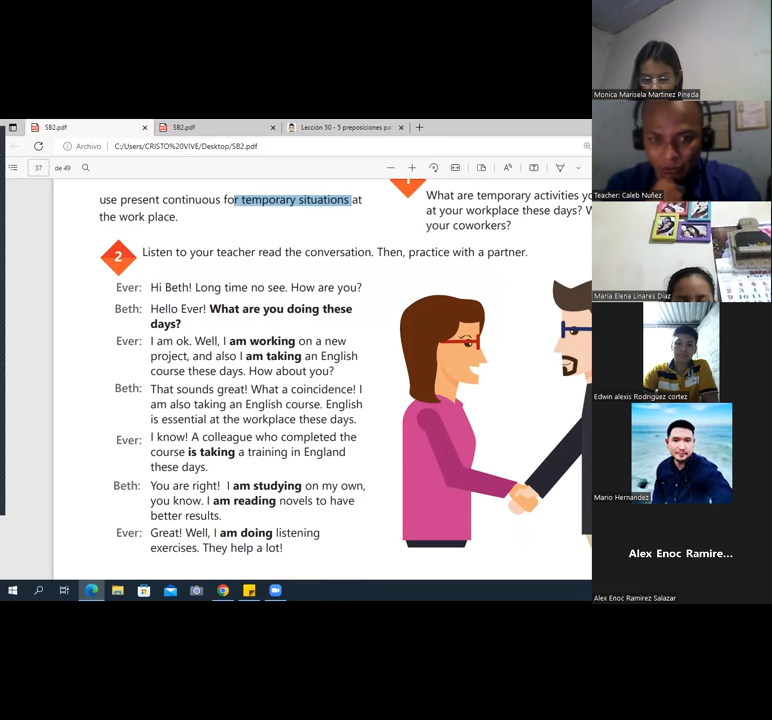 SB2.pdf
SB2.pdf
Lección 50 - 5 preposiciones pa
Archivo
C:/Users/CRISTO%20VIVE/Desktop/SB2.pdf
37
de 49
use present continuous for temporary situations at
the work place.
What are temporary activities yo
at your workplace these days? W
your coworkers?
2
Listen to your teacher read the conversation. Then, practice with a partner.
Ever: Hi Beth! Long time no see. How are you?
Beth: Hello Ever! What are you doing these
days?
Ever: I am ok. Well, I am working on a new
project, and also I am taking an English
course these days. How about you?
Beth: That sounds great! What a coincidence! I
am also taking an English course. English
is essential at the workplace these days.
Ever: I know! A colleague who completed the
course is taking a training in England
these days.
Beth: You are right! I am studying on my own,
you know. I am reading novels to have
better results.
Ever: Great! Well, I am doing listening
exercises. They help a lot!
Monica Marisela Martinez Pineda
Teacher: Caleb Nuñez
Maria Elena Linares Diaz
Edwin alexis Rodriguez cortez
Mario Hernandez
Alex Enoc Ramire...
Alex Enoc Ramirez Salazar